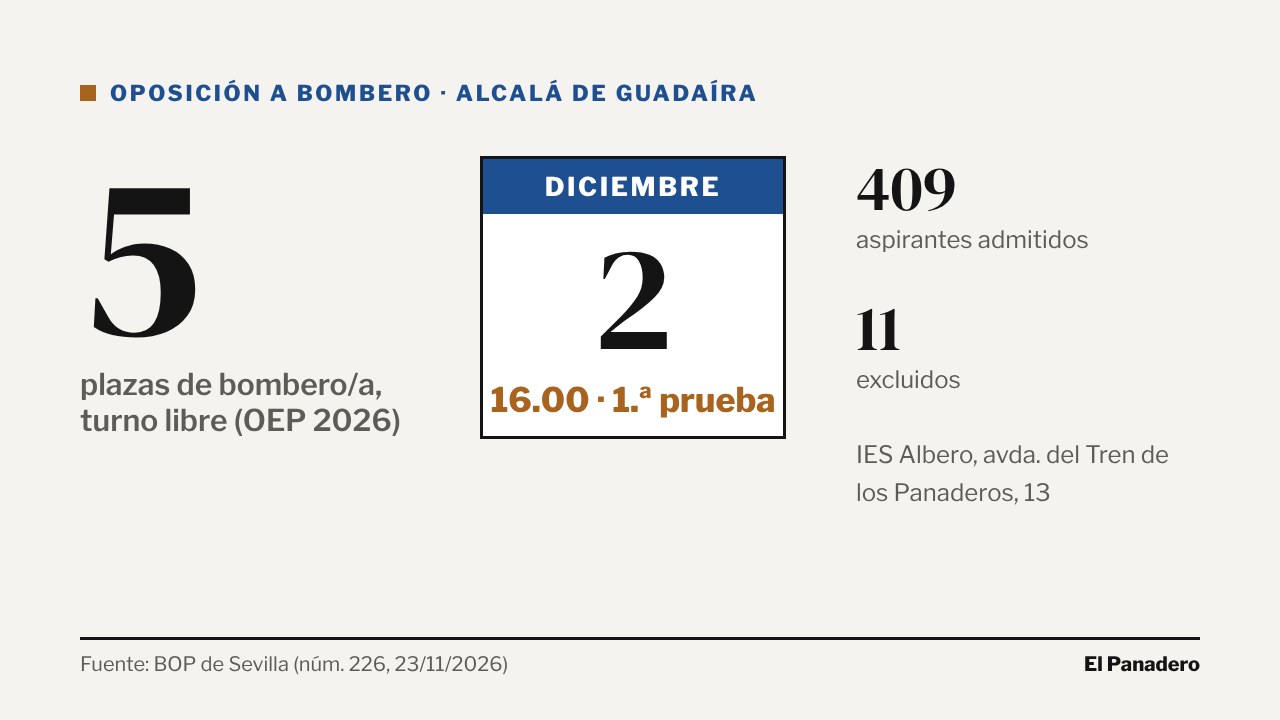 OPOSICIÓN A BOMBERO · ALCALÁ DE GUADAÍRA
5
plazas de bombero/a,
turno libre (OEP 2026)
DICIEMBRE
2
16.00 · 1.ª prueba
409
aspirantes admitidos
11
excluidos
IES Albero, avda. del Tren de
los Panaderos, 13
Fuente: BOP de Sevilla (núm. 226, 23/11/2026)
El Panadero